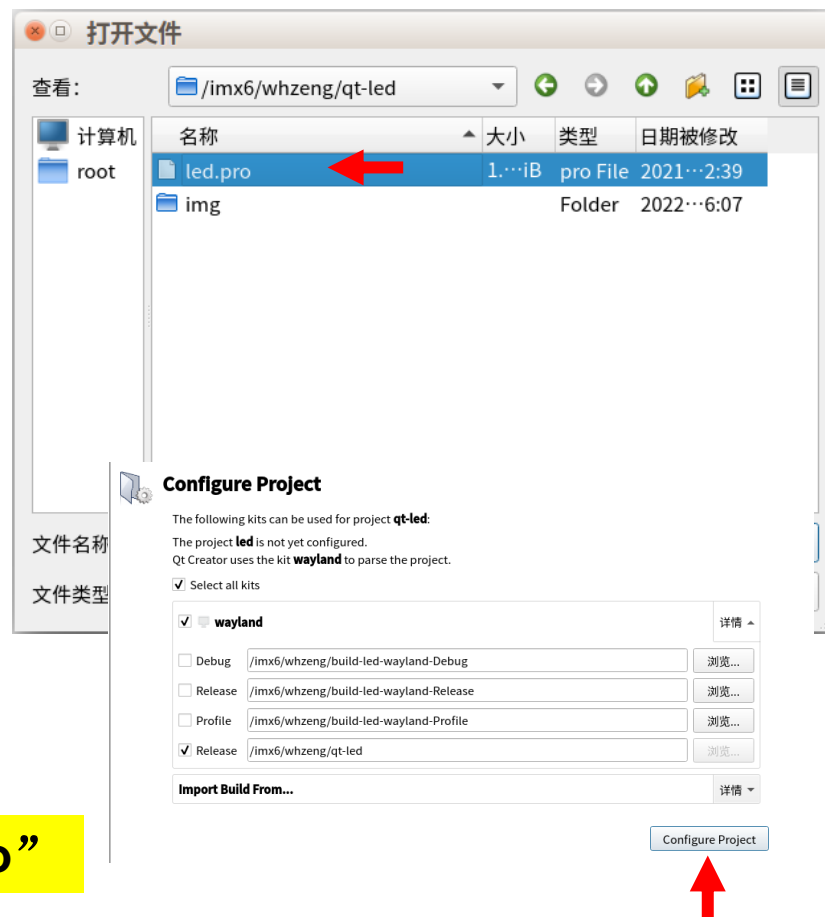 打开文件
查看:
/imx6/whzeng/qt-led
计算机
root
名称 大小 类型 日期被修改
led.pro 1.···iB pro File 2021···2:39
img Folder 2022···6:07
文件名称
文件类型
Configure Project
The following kits can be used for project qt-led:
The project led is not yet configured.
Qt Creator uses the kit wayland to parse the project.
Select all kits
wayland 详情
Debug /imx6/whzeng/build-led-wayland-Debug 浏览...
Release /imx6/whzeng/build-led-wayland-Release 浏览...
Profile /imx6/whzeng/build-led-wayland-Profile 浏览...
Release /imx6/whzeng/qt-led 浏览...
Import Build From... 详情
Configure Project